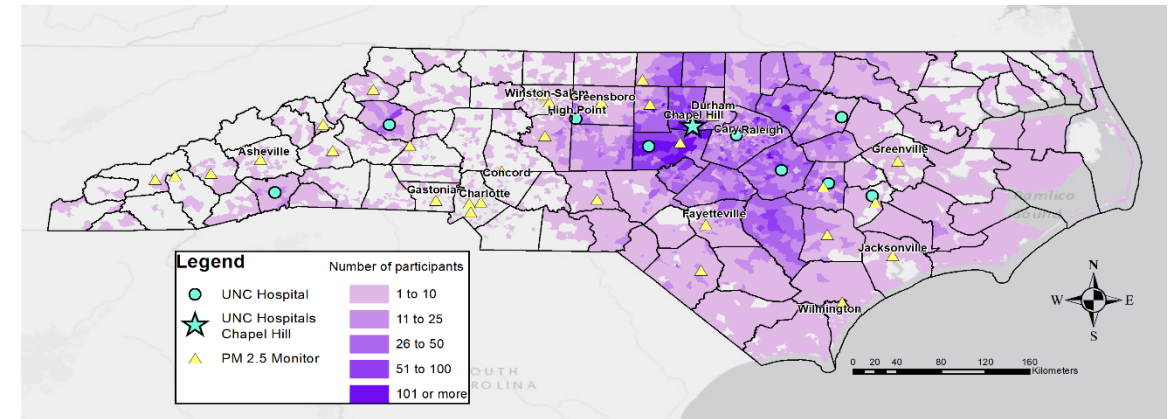 Winston-Salem
Greensboro
High Point
Durham
Chapel Hill
Cary
Raleigh
Asheville
Greenville
Concord
Gastonia
Charlotte
Pamlico
Sound
Fayetteville
Jacksonville
Wilmington
Legend
Number of participants
UNC Hospital
UNC Hospitals
Chapel Hill
PM 2.5 Monitor
1 to 10
11 to 25
26 to 50
51 to 100
101 or more
OUTH
ROLINA
N
W
E
S
0 20 40 80 120 160
Kilometers